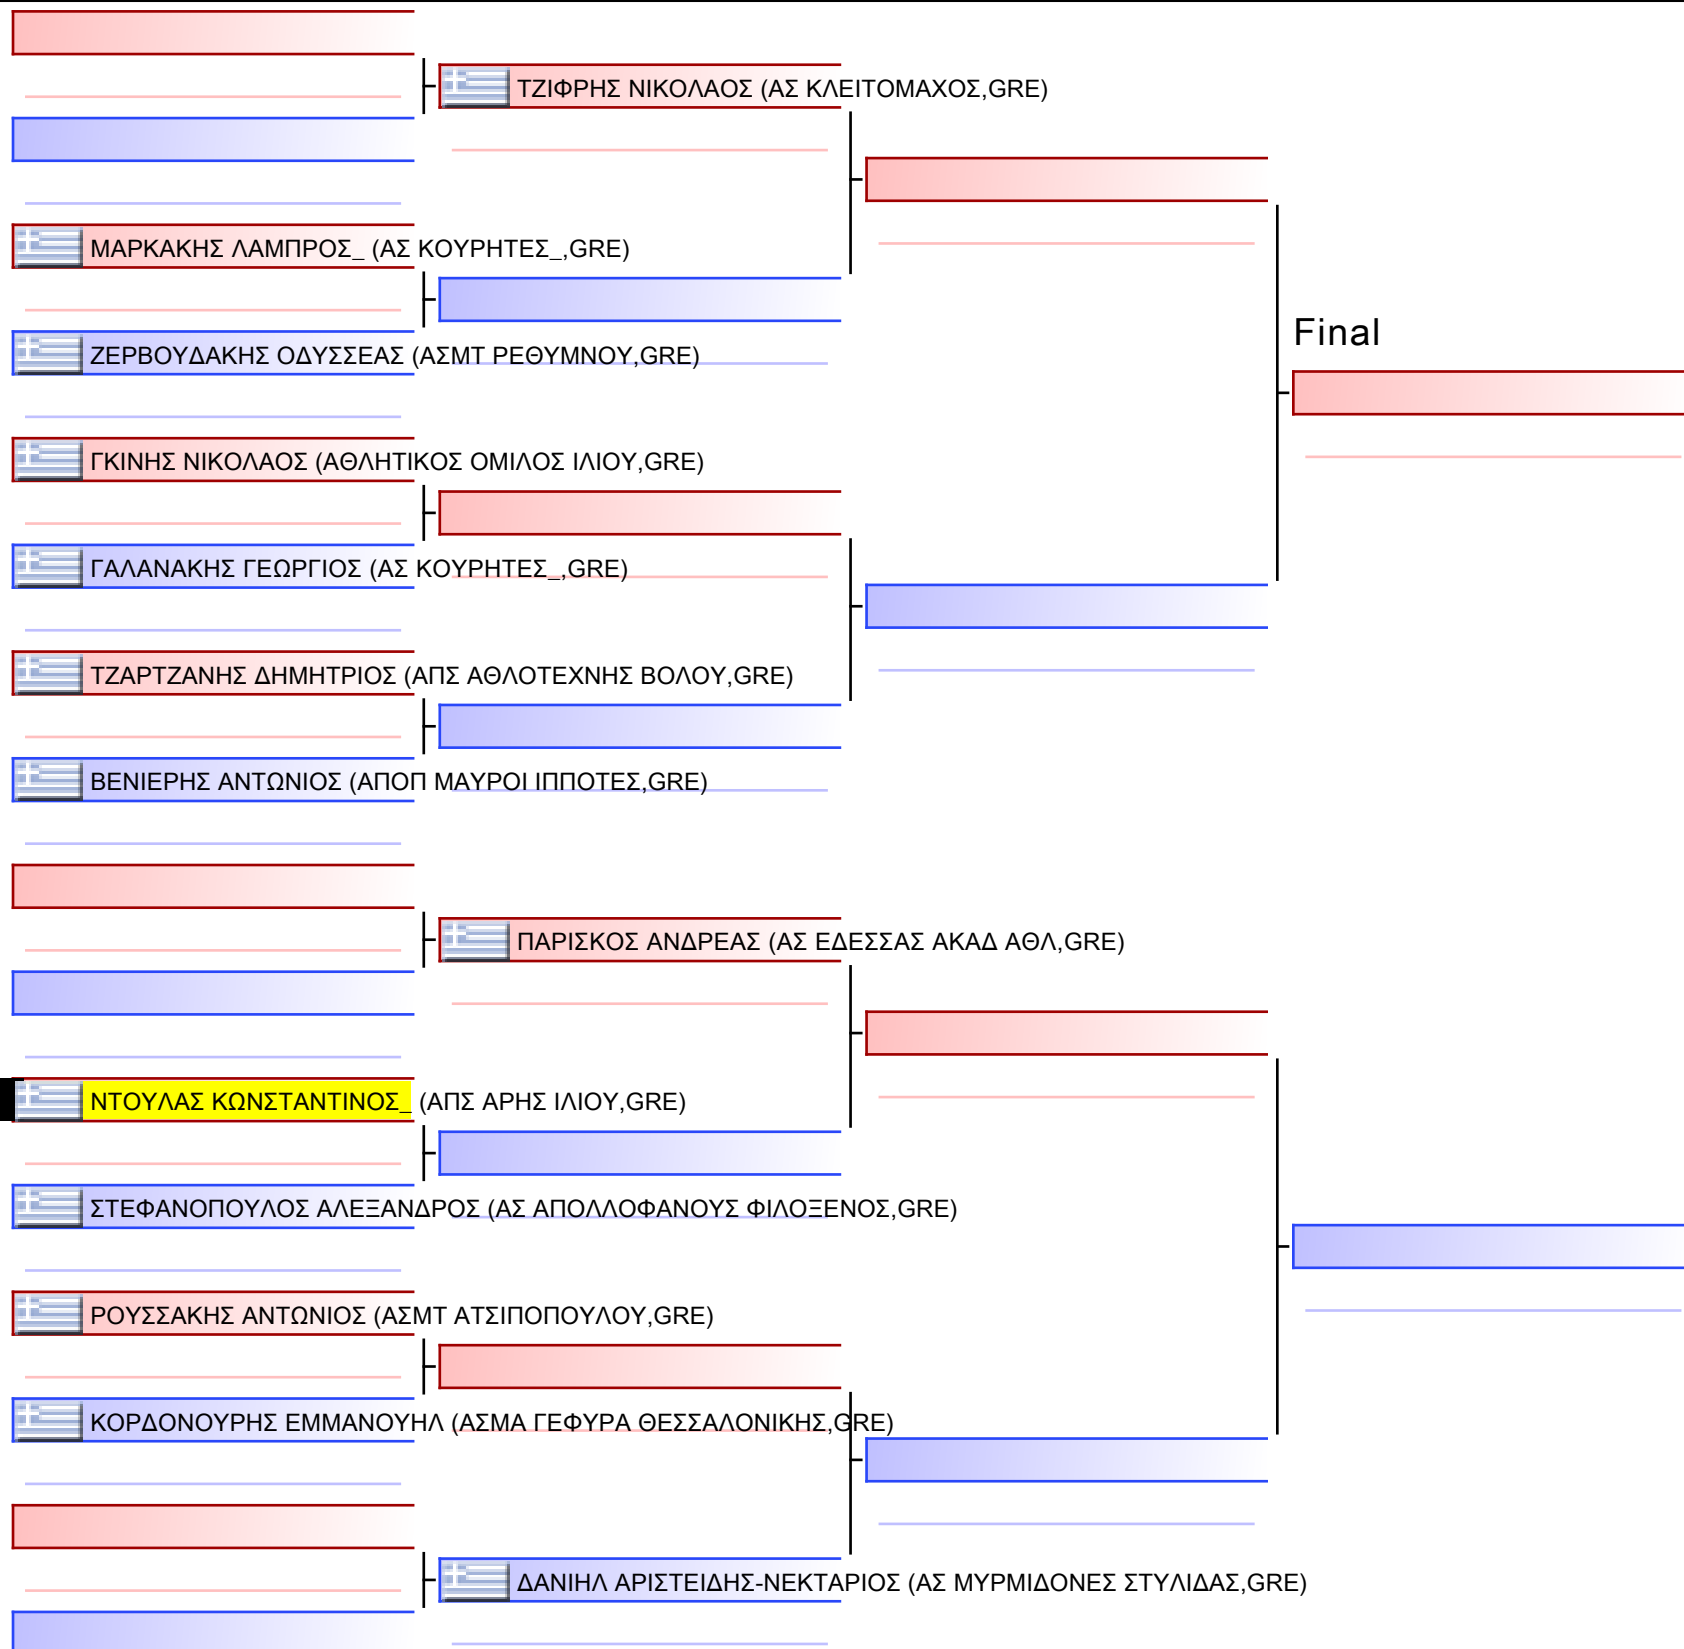 ΤΖΙΦΡΗΣ ΝΙΚΟΛΑΟΣ (ΑΣ ΚΛΕΙΤΟΜΑΧΟΣ,GRE)
ΜΑΡΚΑΚΗΣ ΛΑΜΠΡΟΣ_ (ΑΣ ΚΟΥΡΗΤΕΣ_,GRE)
Final
ΖΕΡΒΟΥΔΑΚΗΣ ΟΔΥΣΣΕΑΣ (ΑΣΜΤ ΡΕΘΥΜΝΟΥ,GRE)
ΓΚΙΝΗΣ ΝΙΚΟΛΑΟΣ (ΑΘΛΗΤΙΚΟΣ ΟΜΙΛΟΣ ΙΛΙΟΥ,GRE)
ΓΑΛΑΝΑΚΗΣ ΓΕΩΡΓΙΟΣ (ΑΣ ΚΟΥΡΗΤΕΣ_,GRE)
ΤΖΑΡΤΖΑΝΗΣ ΔΗΜΗΤΡΙΟΣ (ΑΠΣ ΑΘΛΟΤΕΧΝΗΣ ΒΟΛΟΥ,GRE)
ΒΕΝΙΕΡΗΣ ΑΝΤΩΝΙΟΣ (ΑΠΟΠ ΜΑΥΡΟΙ ΙΠΠΟΤΕΣ,GRE)
ΠΑΡΙΣΚΟΣ ΑΝΔΡΕΑΣ (ΑΣ ΕΔΕΣΣΑΣ ΑΚΑΔ ΑΘΛ,GRE)
ΝΤΟΥΛΑΣ ΚΩΝΣΤΑΝΤΙΝΟΣ_ (ΑΠΣ ΑΡΗΣ ΙΛΙΟΥ,GRE)
ΣΤΕΦΑΝΟΠΟΥΛΟΣ ΑΛΕΞΑΝΔΡΟΣ (ΑΣ ΑΠΟΛΛΟΦΑΝΟΥΣ ΦΙΛΟΞΕΝΟΣ,GRE)
ΡΟΥΣΣΑΚΗΣ ΑΝΤΩΝΙΟΣ (ΑΣΜΤ ΑΤΣΙΠΟΠΟΥΛΟΥ,GRE)
ΚΟΡΔΟΝΟΥΡΗΣ ΕΜΜΑΝΟΥΗΛ (ΑΣΜΑ ΓΕΦΥΡΑ ΘΕΣΣΑΛΟΝΙΚΗΣ,GRE)
ΔΑΝΙΗΛ ΑΡΙΣΤΕΙΔΗΣ-ΝΕΚΤΑΡΙΟΣ (ΑΣ ΜΥΡΜΙΔΟΝΕΣ ΣΤΥΛΙΔΑΣ,GRE)